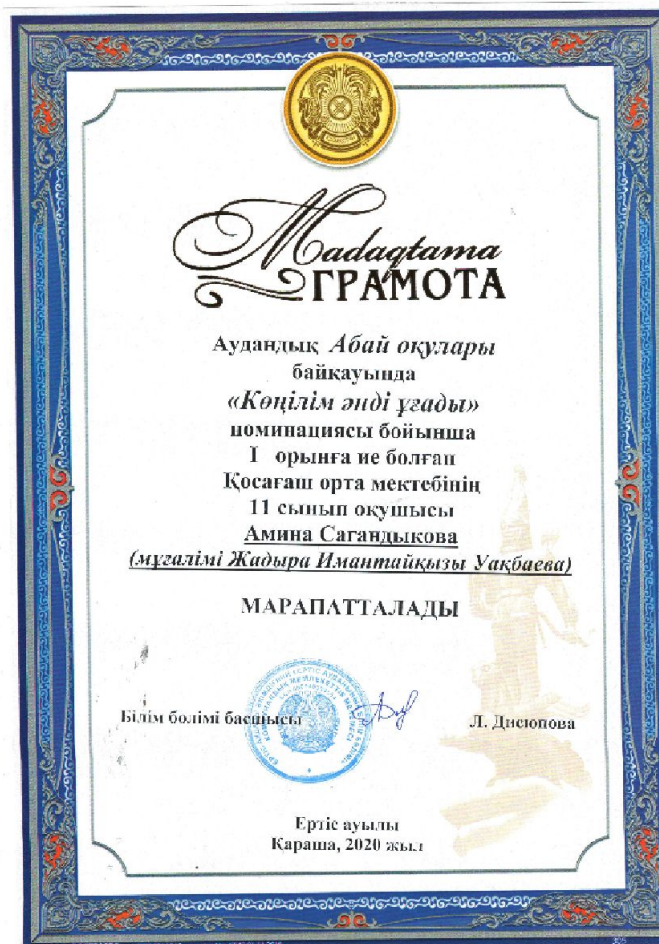 Madaqtama
ГРАМОТА
Аудандық Абай оқулары
байқауында
«Көңілім әнді ұғады»
номинациясы бойынша
I орынға ие болған
Қосағаш орта мектебінің
11 сынып оқушысы
Амина Сагандыкова
(мұғалімі Жадыра Имантайқызы Уақбаева)
МАРАПАТТАЛАДЫ
Білім бөлімі басшысы
Л. Дисюпова
Ертіс ауылы
Қараша, 2020 жыл